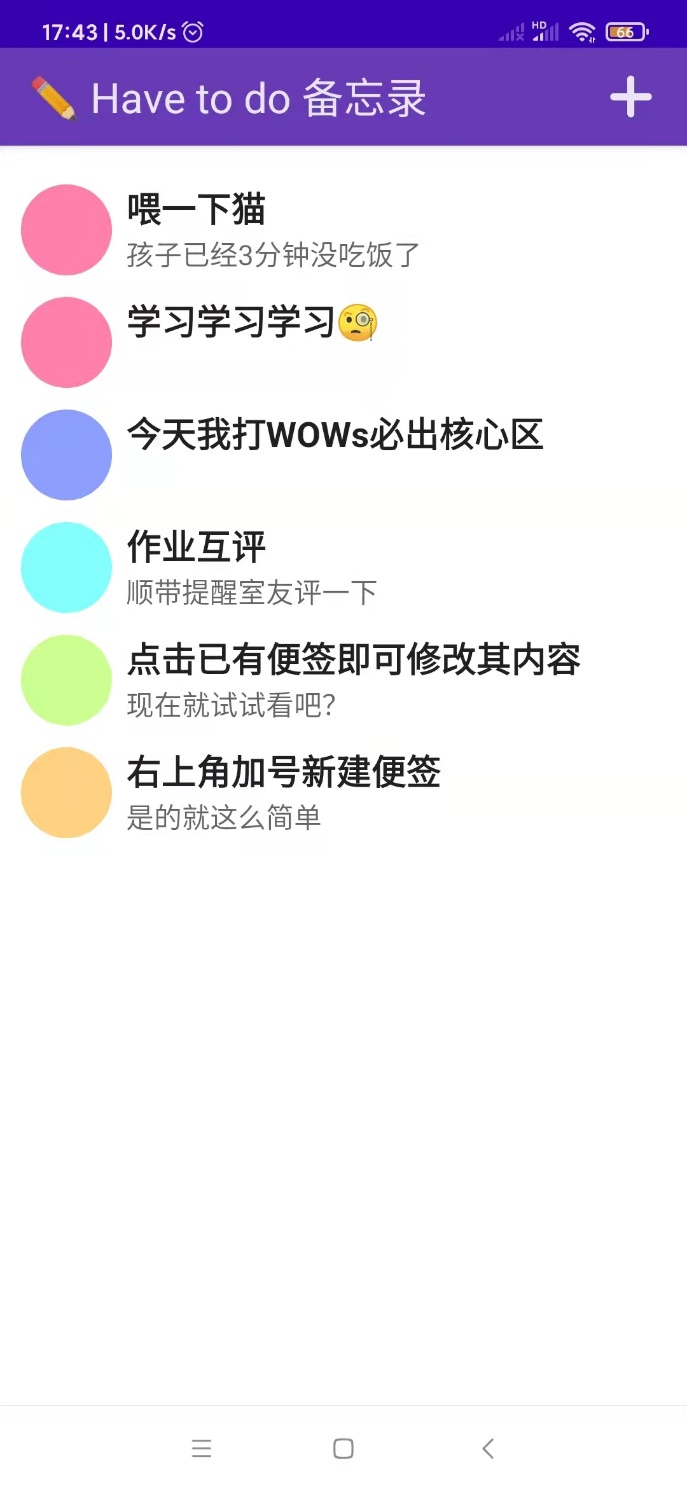 17:43 | 5.0K/s HD 66
✏️ Have to do 备忘录
喂一下猫
孩子已经3分钟没吃饭了
学习学习学习🧐
今天我打WOWs必出核心区
作业互评
顺带提醒室友评一下
点击已有便签即可修改其内容
现在就试试看吧?
右上角加号新建便签
是的就这么简单